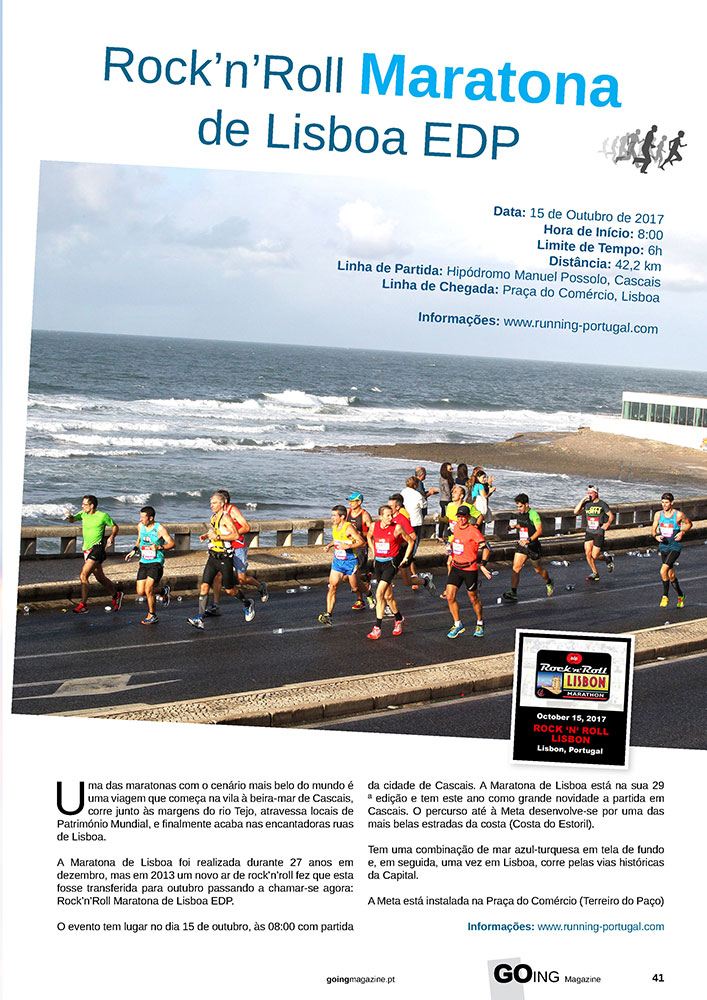 Rock’n’Roll Maratona
de Lisboa EDP
Data: 15 de Outubro de 2017
Hora de Início: 8:00
Limite de Tempo: 6h
Distância: 42,2 km
Linha de Partida: Hipódromo Manuel Possolo, Cascais
Linha de Chegada: Praça do Comércio, Lisboa
Informações: www.running-portugal.com
edp
Rock'n'Roll
LISBON
MARATHON
October 15, 2017
ROCK 'N' ROLL
LISBON
Lisbon, Portugal
Uma das maratonas com o cenário mais belo do mundo é
uma viagem que começa na vila à beira-mar de Cascais,
corre junto às margens do rio Tejo, atravessa locais de
Património Mundial, e finalmente acaba nas encantadoras ruas
de Lisboa.
A Maratona de Lisboa foi realizada durante 27 anos em
dezembro, mas em 2013 um novo ar de rock’n’roll fez que esta
fosse transferida para outubro passando a chamar-se agora:
Rock’n’Roll Maratona de Lisboa EDP.
O evento tem lugar no dia 15 de outubro, às 08:00 com partida
da cidade de Cascais. A Maratona de Lisboa está na sua 29
ª edição e tem este ano como grande novidade a partida em
Cascais. O percurso até à Meta desenvolve-se por uma das
mais belas estradas da costa (Costa do Estoril).
Tem uma combinação de mar azul-turquesa em tela de fundo
e, em seguida, uma vez em Lisboa, corre pelas vias históricas
da Capital.
A Meta está instalada na Praça do Comércio (Terreiro do Paço)
Informações: www.running-portugal.com
goingmagazine.pt
GOING Magazine
41